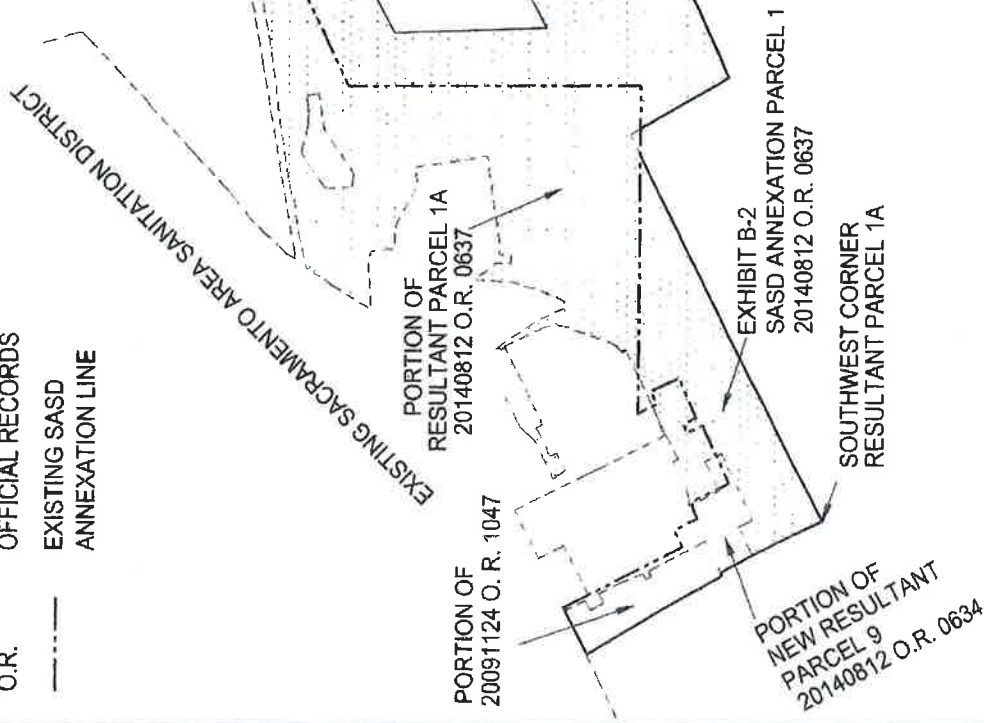 O.R. OFFICIAL RECORDS
EXISTING SASD
ANNEXATION LINE
EXISTING SACRAMENTO AREA SANITATION DISTRICT
PORTION OF
RESULTANT PARCEL 1A
20140812 O.R. 0637
PORTION OF
20091124 O. R. 1047
EXHIBIT B-2
SASD ANNEXATION PARCEL 1
20140812 O.R. 0637
SOUTHWEST CORNER
RESULTANT PARCEL 1A
PORTION OF
NEW RESULTANT
PARCEL 9
20140812 O.R. 0634